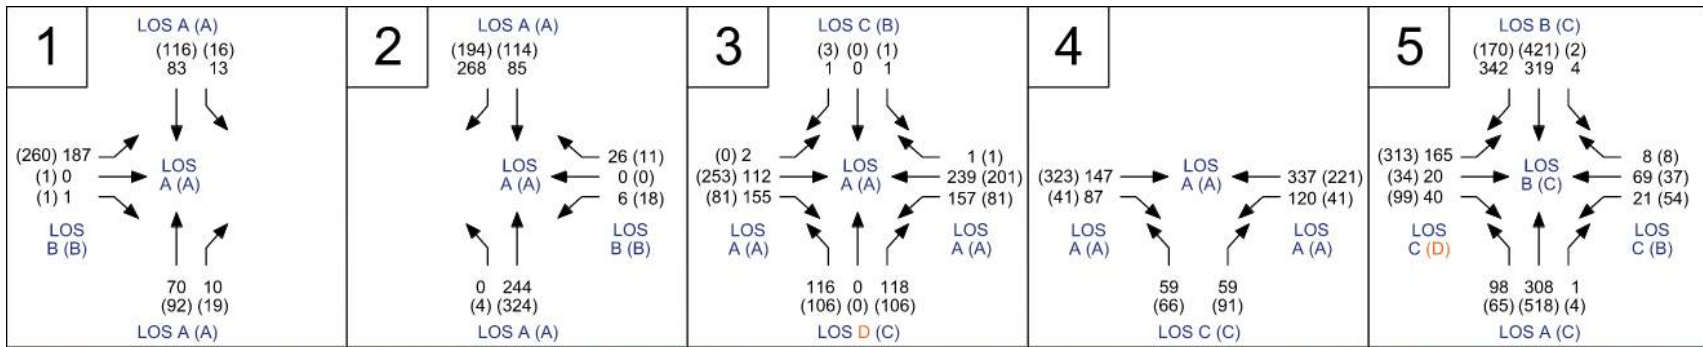 1
LOS A (A)
(116) (16)
83 13
(260) 187
(1) 0
(1) 1
LOS
A (A)
LOS
B (B)
70 10
(92) (19)
LOS A (A)
2
LOS A (A)
(194) (114)
268 85
LOS
A (A)
26 (11)
0 (0)
6 (18)
LOS
B (B)
0 244
(4) (324)
LOS A (A)
3
LOS C (B)
(3) (0) (1)
1 0 1
(0) 2
(253) 112
(81) 155
LOS
A (A)
LOS
A (A)
1 (1)
239 (201)
157 (81)
LOS
A (A)
116 0 118
(106) (0) (106)
LOS D (C)
4
(323) 147
(41) 87
LOS
A (A)
LOS
A (A)
337 (221)
120 (41)
LOS
A (A)
59 59
(66) (91)
LOS C (C)
5
LOS B (C)
(170) (421) (2)
342 319 4
(313) 165
(34) 20
(99) 40
LOS
C (D)
LOS
B (C)
8 (8)
69 (37)
21 (54)
LOS
C (B)
98 308 1
(65) (518) (4)
LOS A (C)